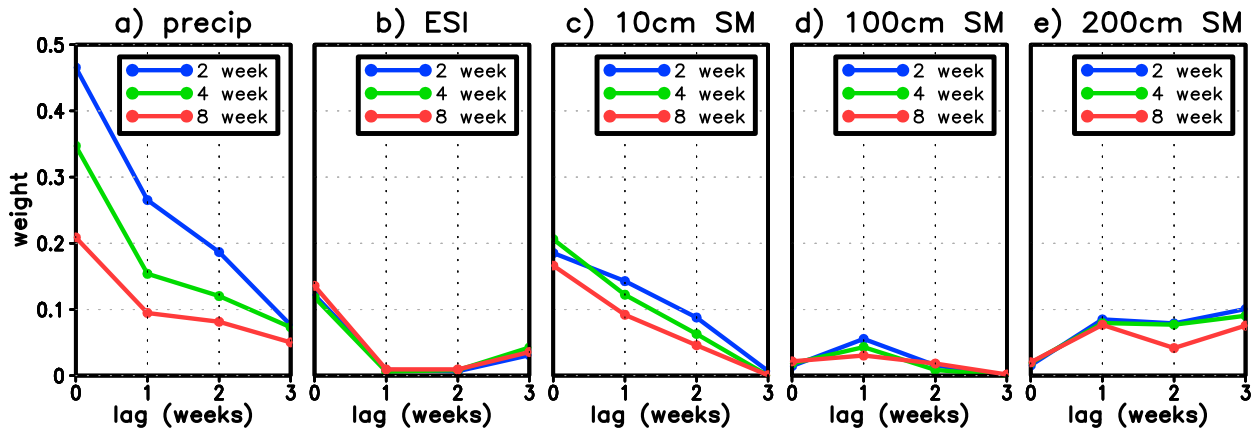 a) precip b) ESI c) 10cm SM d) 100cm SM e) 200cm SM
0.5
2 week 2 week 2 week 2 week 2 week
4 week 4 week 4 week 4 week 4 week
8 week 8 week 8 week 8 week 8 week
0.4
0.3
0.2
0.1
0
weight
0 1 2 3 0 1 2 3 0 1 2 3 0 1 2 3 0 1 2 3
lag (weeks) lag (weeks) lag (weeks) lag (weeks) lag (weeks)